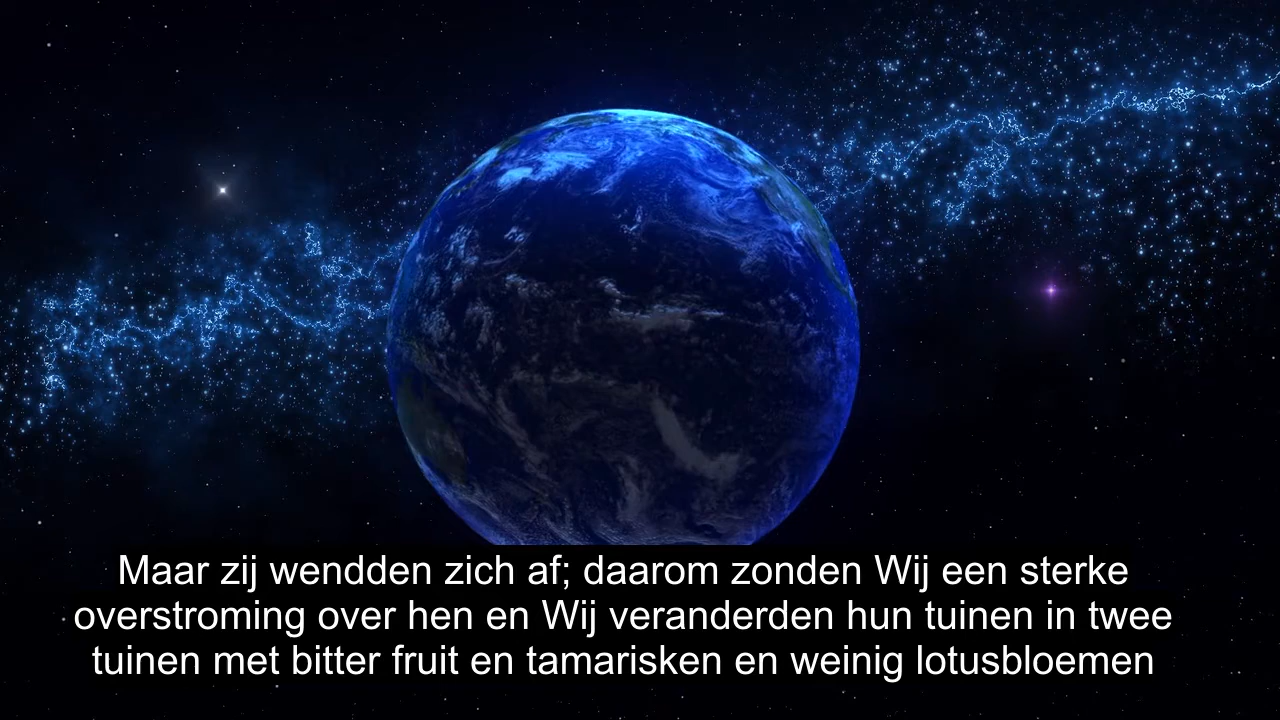 Maar zij wendden zich af; daarom zonden Wij een sterke
overstroming over hen en Wij veranderden hun tuinen in twee
tuinen met bitter fruit en tamarisken en weinig lotusbloemen